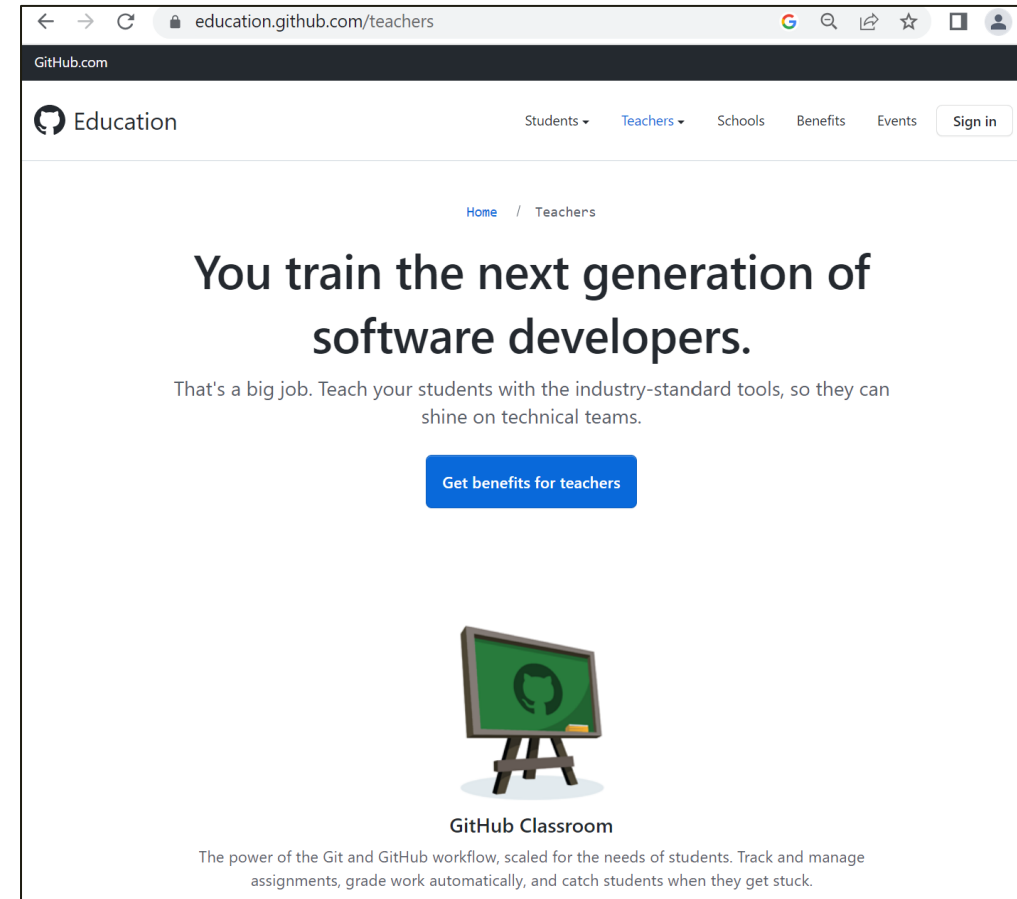 education.github.com/teachers
GitHub.com
Education
Students Teachers Schools Benefits Events Sign in
Home / Teachers
You train the next generation of
software developers.
That's a big job. Teach your students with the industry-standard tools, so they can
shine on technical teams.
Get benefits for teachers
GitHub Classroom
The power of the Git and GitHub workflow, scaled for the needs of students. Track and manage
assignments, grade work automatically, and catch students when they get stuck.